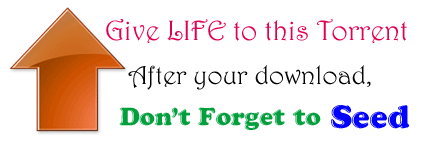 Give LIFE to this Torrent
After your download,
Don't Forget to Seed